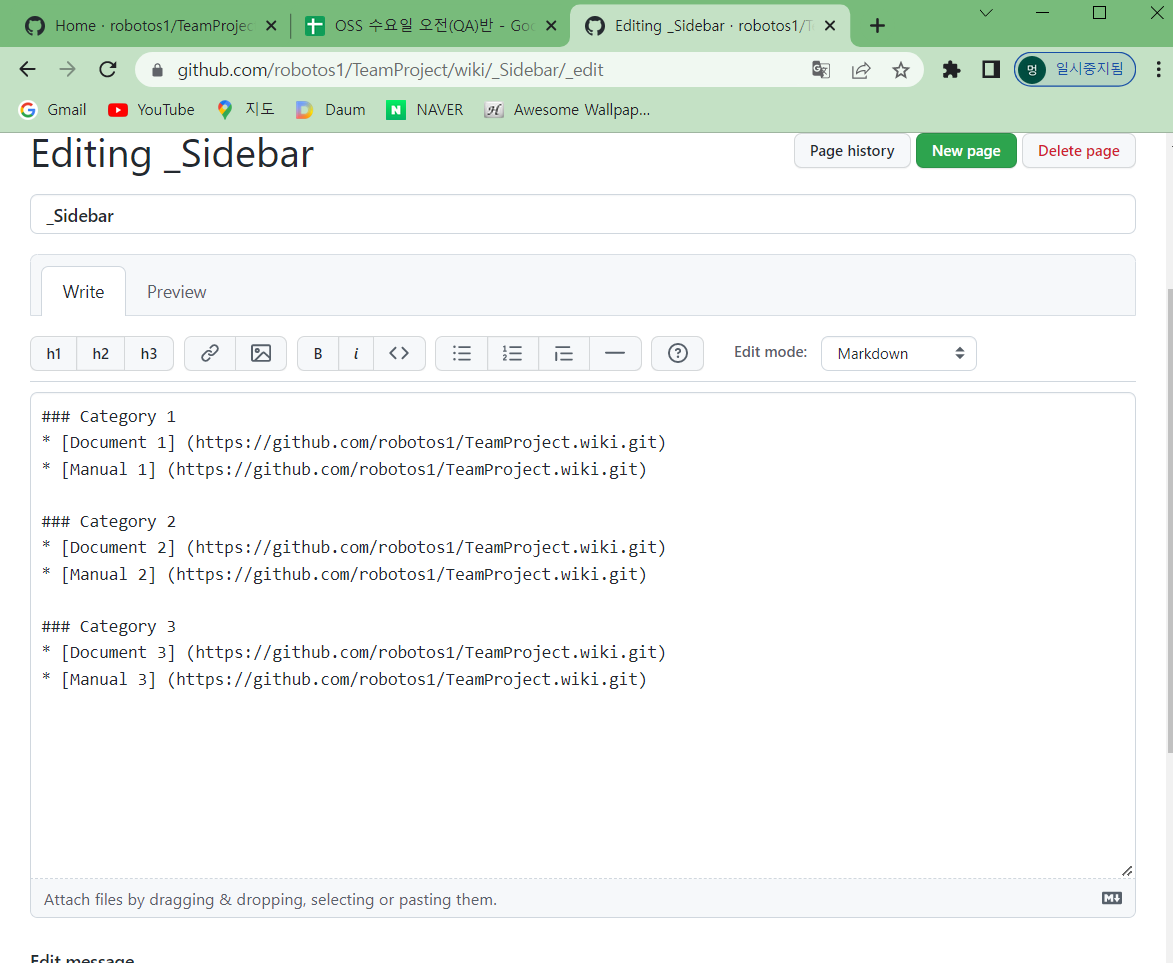 Home · robotos1/TeamProjec
OSS 수요일 오전(QA)반 - Goo
Editing _Sidebar · robotos1/T
github.com/robotos1/TeamProject/wiki/_Sidebar/_edit
멍 일시중지됨
Gmail
YouTube
지도
Daum
NAVER
Awesome Wallpap...
Editing _Sidebar
Page history
New page
Delete page
_Sidebar
Write
Preview
h1
h2
h3
B
i
Edit mode:
Markdown
### Category 1
* [Document 1] (https://github.com/robotos1/TeamProject.wiki.git)
* [Manual 1] (https://github.com/robotos1/TeamProject.wiki.git)
### Category 2
* [Document 2] (https://github.com/robotos1/TeamProject.wiki.git)
* [Manual 2] (https://github.com/robotos1/TeamProject.wiki.git)
### Category 3
* [Document 3] (https://github.com/robotos1/TeamProject.wiki.git)
* [Manual 3] (https://github.com/robotos1/TeamProject.wiki.git)
Attach files by dragging & dropping, selecting or pasting them.
Edit message